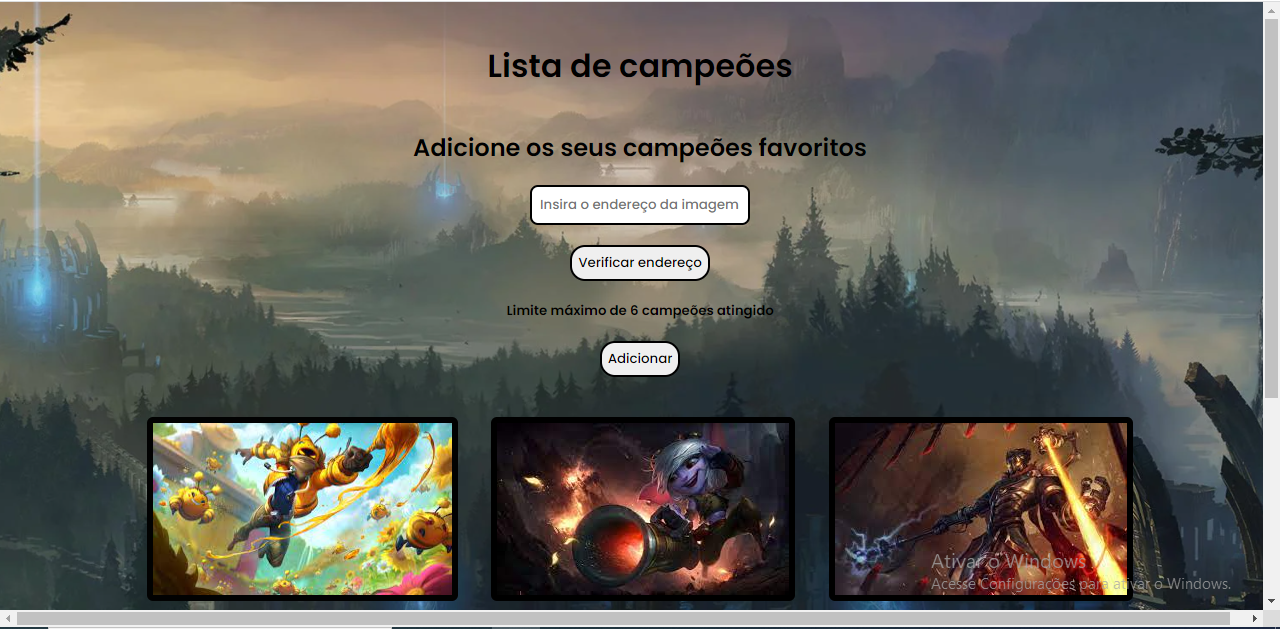 Lista de campeões
Adicione os seus campeões favoritos
Insira o endereço da imagem
Verificar endereço
Limite máximo de 6 campeões atingido
Adicionar
Ativar o Windows
Acesse Configurações para ativar o Windows.